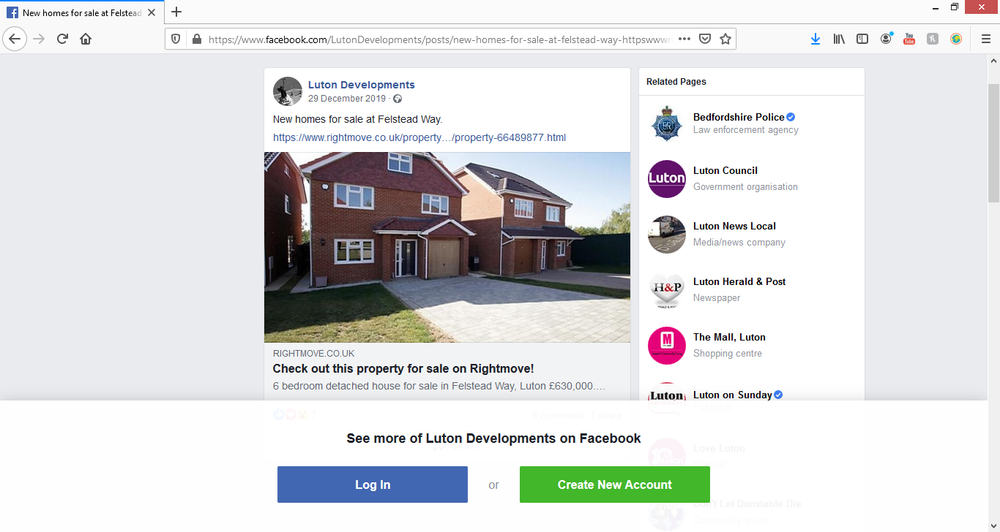 New homes for sale at Felstead
https://www.facebook.com/LutonDevelopments/posts/new-homes-for-sale-at-felstead-way-httpswww
Luton Developments
29 December 2019 ·
New homes for sale at Felstead Way.
https://www.rightmove.co.uk/property…/property-66489877.html
RIGHTMOVE.CO.UK
Check out this property for sale on Rightmove!
6 bedroom detached house for sale in Felstead Way, Luton £630,000....
6 comments 1 share
Related Pages
Bedfordshire Police
Law enforcement agency
Luton
Luton Council
Government organisation
Luton News Local
Media/news company
H&P
Luton Herald & Post
Newspaper
M
The Mall, Luton
Shopping centre
Luton
Luton on Sunday
Love Luton
Don't Let Dunstable Die
Community group
See more of Luton Developments on Facebook
Log In
or
Create New Account